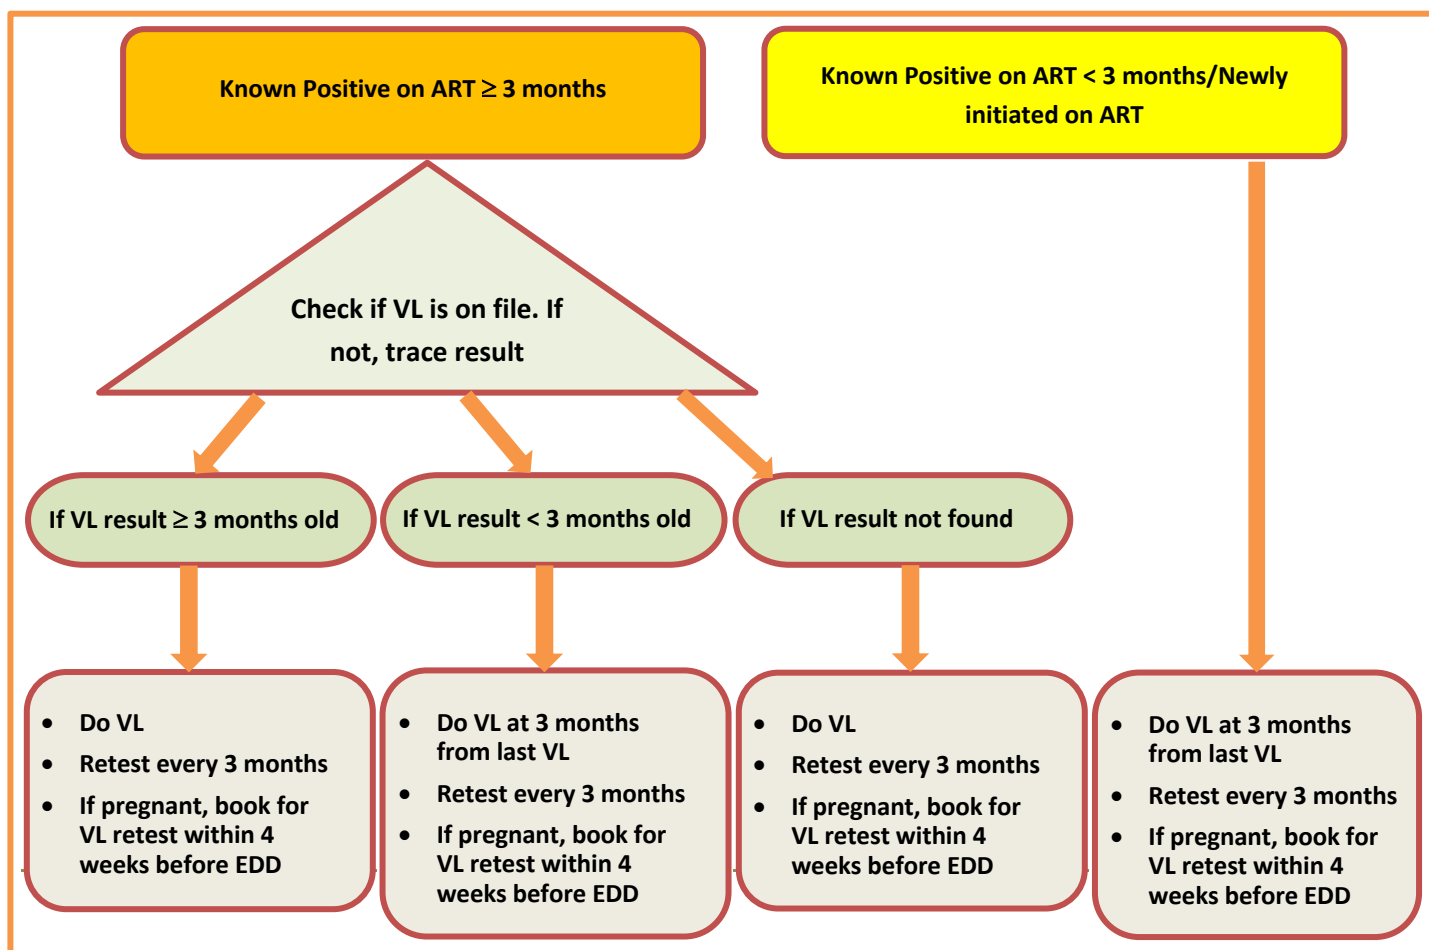 Known Positive on ART ≥ 3 months
Known Positive on ART < 3 months/Newly
initiated on ART
Check if VL is on file. If
not, trace result
If VL result ≥ 3 months old
If VL result < 3 months old
If VL result not found
• Do VL
• Retest every 3 months
• If pregnant, book for
VL retest within 4
weeks before EDD
• Do VL at 3 months
from last VL
• Retest every 3 months
• If pregnant, book for
VL retest within 4
weeks before EDD
• Do VL
• Retest every 3 months
• If pregnant, book for
VL retest within 4
weeks before EDD
• Do VL at 3 months
from last VL
• Retest every 3 months
• If pregnant, book for
VL retest within 4
weeks before EDD